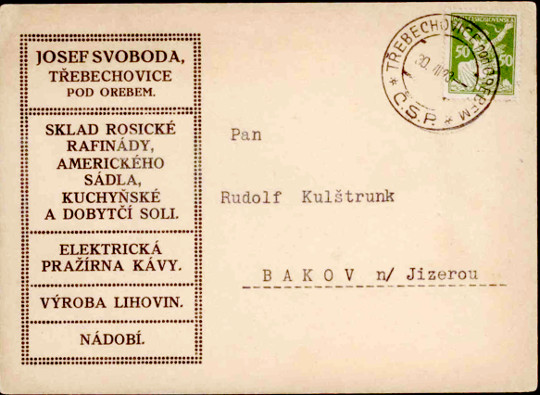 JOSEF SVOBODA,
TŘEBECHOVICE
POD OREBEM.
SKLAD ROSICKÉ
RAFINÁDY,
AMERICKÉHO
SÁDLA,
KUCHYŇSKÉ
A DOBYTČÍ SOLI.
ELEKTRICKÁ
PRAŽÍRNA KÁVY.
VÝROBA LIHOVIN.
NÁDOBÍ.
TŘEBECHOVICE POD OREBEM
* Č.S.P. *
50 50
Pan
Rudolf Kulštrunk
BAKOV n/ Jizerou